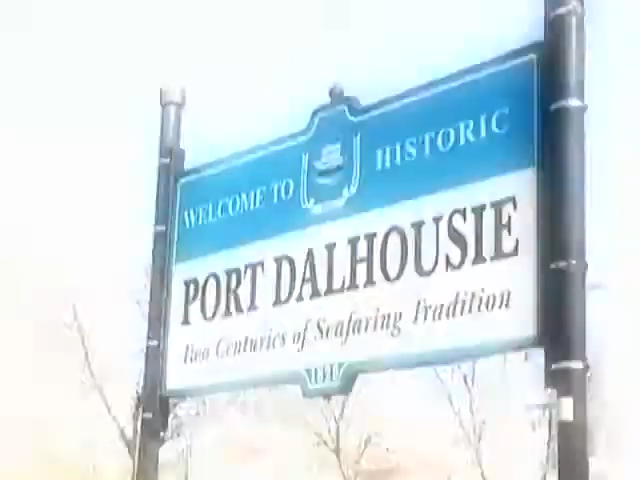 WELCOME TO HISTORIC
PORT DALHOUSIE
Two Centuries of Seafaring Tradition